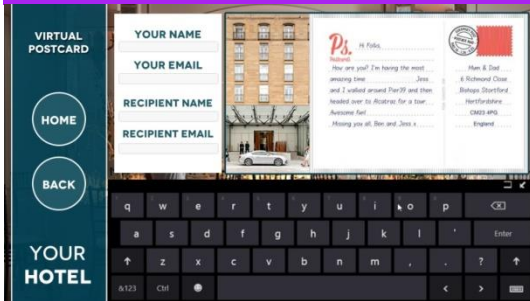 VIRTUAL
POSTCARD
HOME
BACK
YOUR
HOTEL
YOUR NAME
YOUR EMAIL
RECIPIENT NAME
RECIPIENT EMAIL
Ps.
Hi Folks,
How are you? I'm having the most
amazing time Jess
and I walked around Pier39 and then
headed over to Alcatraz for a tour
Awesome fun!
Missing you all, Ben and Jess x
Mum & Dad
6 Richmond Close
Bishops Stortford
Hertfordshire
CM23 4PG
England
q w e r t y u i o p
a s d f g h j k l ' Enter
z x c v b n m , . ?
&123 Ctrl < >